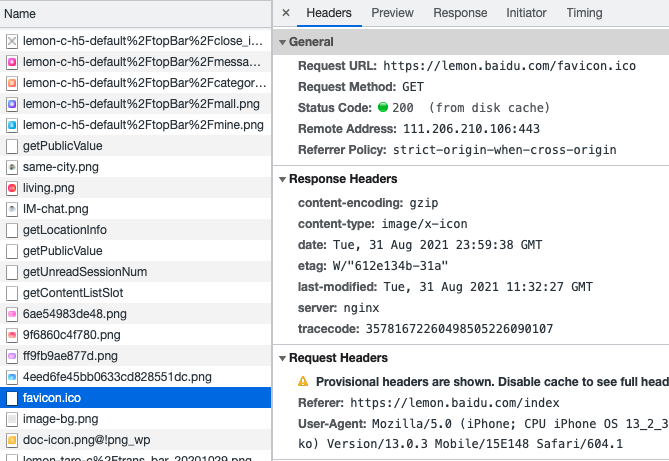 Name
lemon-c-h5-default%2FtopBar%2Fclose_i…
lemon-c-h5-default%2FtopBar%2Fmessa…
lemon-c-h5-default%2FtopBar%2Fcategor…
lemon-c-h5-default%2FtopBar%2Fmall.png
lemon-c-h5-default%2FtopBar%2Fmine.png
getPublicValue
same-city.png
living.png
IM-chat.png
getLocationInfo
getPublicValue
getUnreadSessionNum
getContentListSlot
6ae54983de48.png
9f6860c4f780.png
ff9fb9ae877d.png
4eed6fe45bb0633cd828551dc.png
favicon.ico
image-bg.png
doc-icon.png@!png_wp
lemon-taro-c%2Ftrans_bar_20201029.png
× Headers Preview Response Initiator Timing
▼General
Request URL: https://lemon.baidu.com/favicon.ico
Request Method: GET
Status Code: 200 (from disk cache)
Remote Address: 111.206.210.106:443
Referrer Policy: strict-origin-when-cross-origin
▼Response Headers
content-encoding: gzip
content-type: image/x-icon
date: Tue, 31 Aug 2021 23:59:38 GMT
etag: W/"612e134b-31a"
last-modified: Tue, 31 Aug 2021 11:32:27 GMT
server: nginx
tracecode: 35781672260498505226090107
▼Request Headers
Provisional headers are shown. Disable cache to see full head
Referer: https://lemon.baidu.com/index
User-Agent: Mozilla/5.0 (iPhone; CPU iPhone OS 13_2_3
ko) Version/13.0.3 Mobile/15E148 Safari/604.1